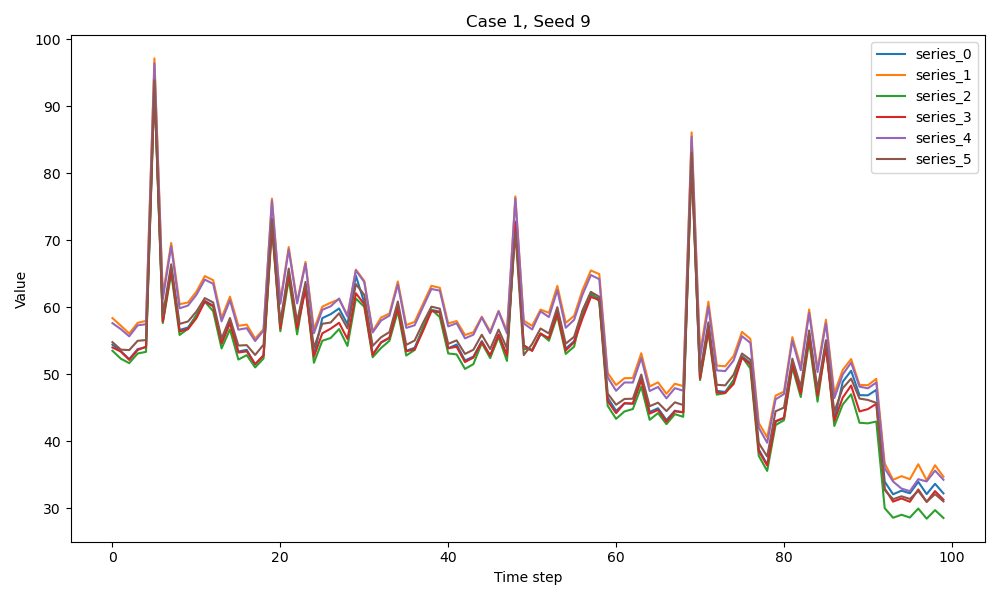 Case 1, Seed 9
Value
100
90
80
70
60
50
40
30
series_0
series_1
series_2
series_3
series_4
series_5
0
20
40
60
80
100
Time step